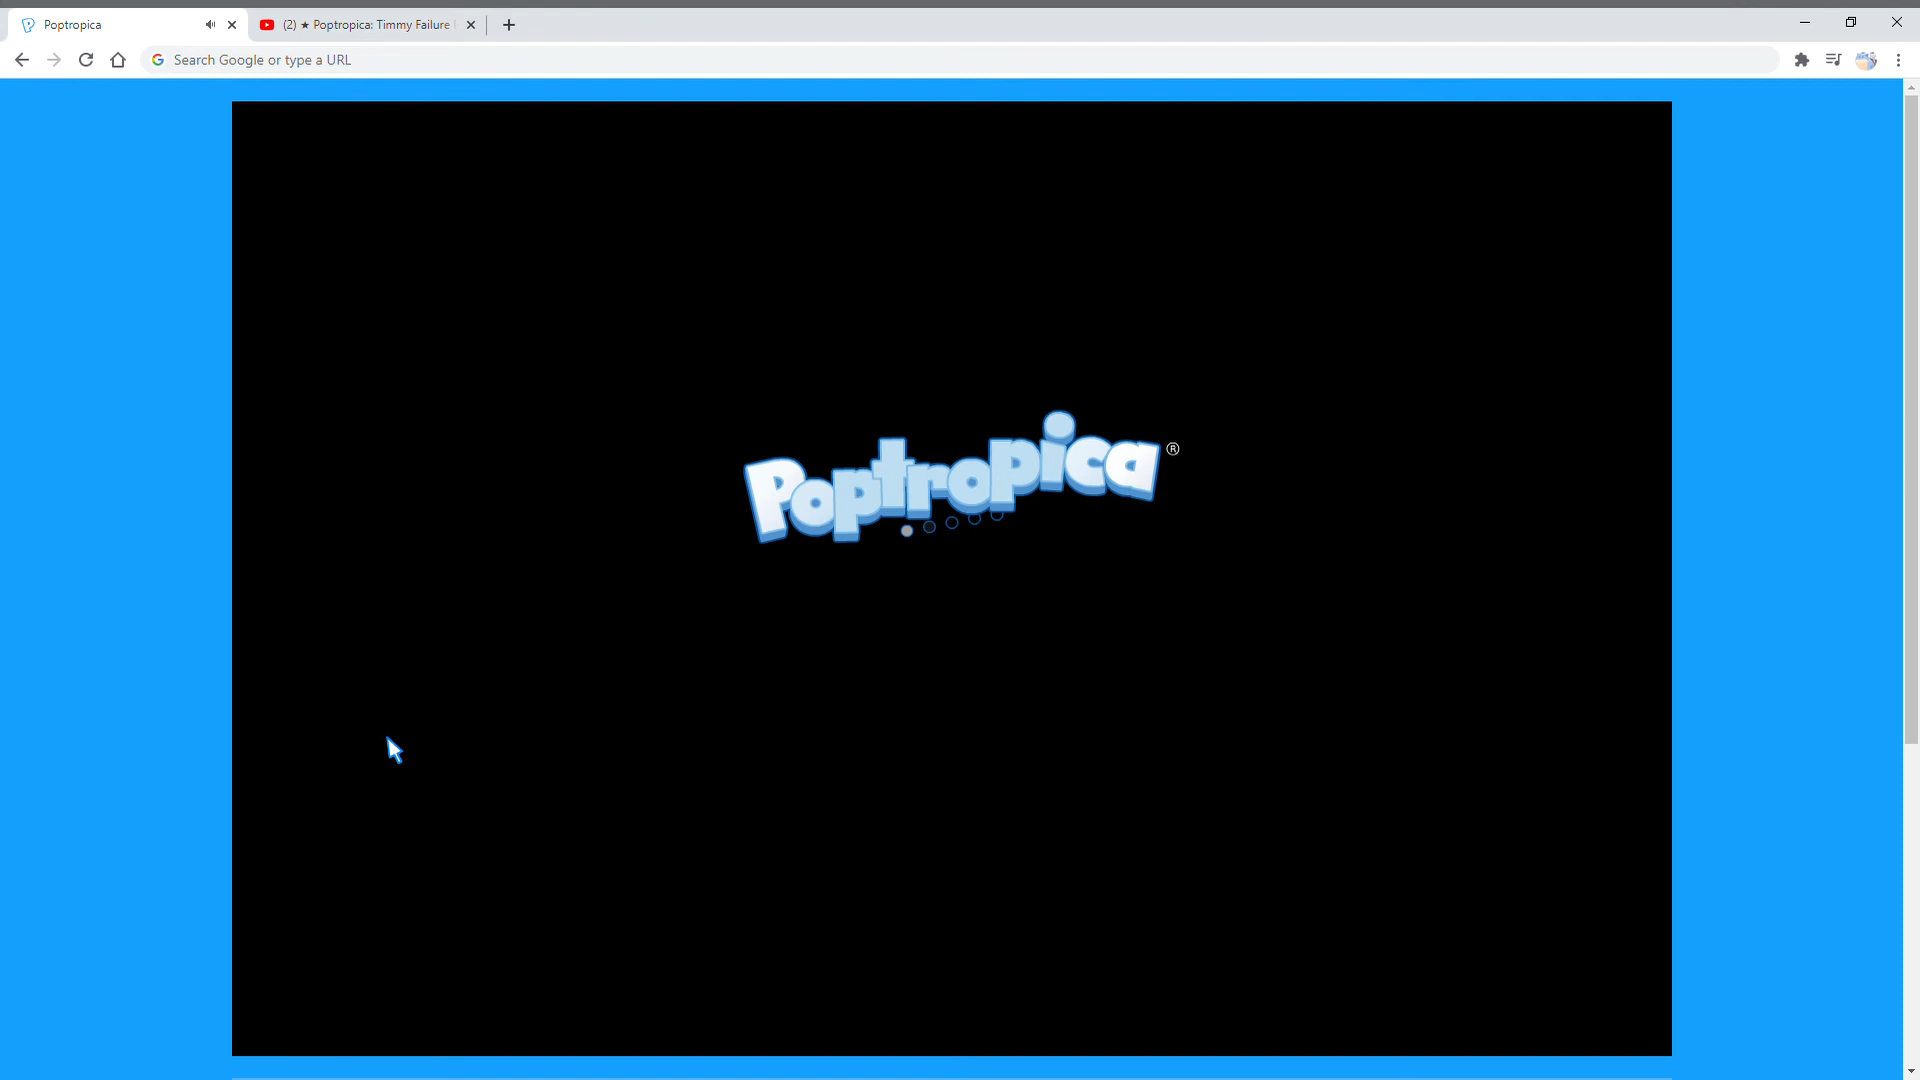 Poptropica
(2) ★ Poptropica: Timmy Failure
Search Google or type a URL
Poptropica®